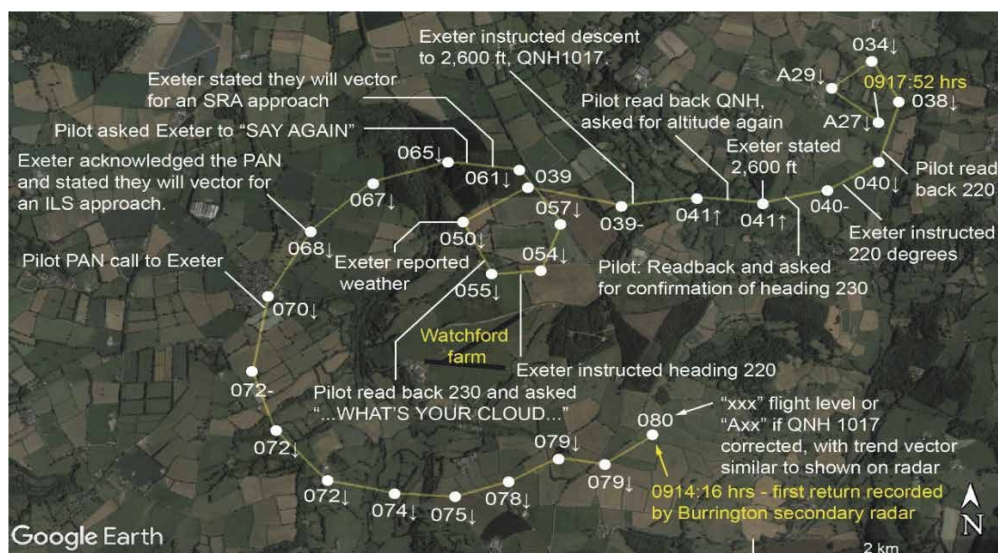 Exeter instructed descent
to 2,600 ft, QNH1017.
034↓
A29↓
0917:52 hrs
038↓
A27↓
Exeter stated they will vector
for an SRA approach
Pilot read back QNH,
asked for altitude again
Pilot asked Exeter to “SAY AGAIN”
065↓
061↓
039
Exeter stated
2,600 ft
040↓
Pilot read
back 220
Exeter acknowledged the PAN
and stated they will vector for
an ILS approach.
067↓
057↓
039-
041↑
041↑
040-
068↓
050↓
Exeter reported
weather
054↓
055↓
Exeter instructed
220 degrees
Pilot: Readback and asked
for confirmation of heading 230
Pilot PAN call to Exeter
070↓
Watchford
farm
072-
Exeter instructed heading 220
Pilot read back 230 and asked
“...WHAT'S YOUR CLOUD...”
080
“xxx” flight level or
“Axx” if QNH 1017
corrected, with trend vector
similar to shown on radar
072↓
079↓
079↓
072↓
074↓
075↓
078↓
0914:16 hrs - first return recorded
by Burrington secondary radar
N
Google Earth
2 km